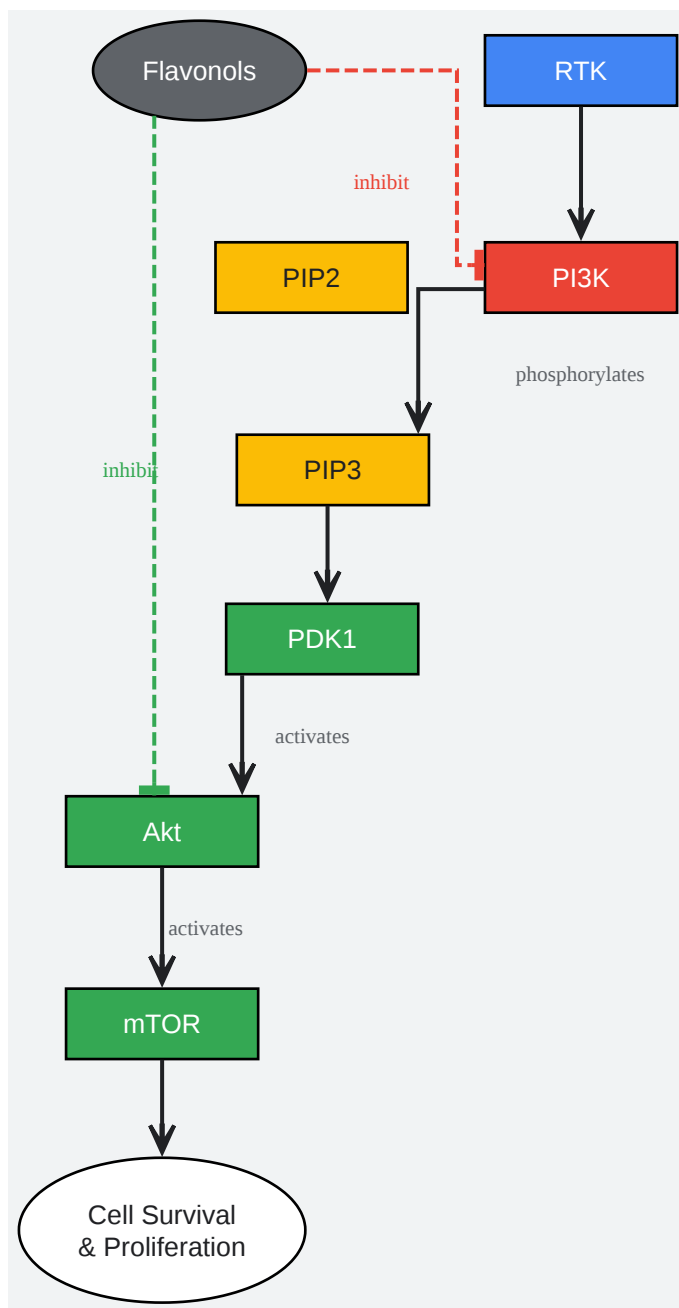 Flavonols
RTK
inhibit
PIP2
PI3K
phosphorylates
inhibit
PIP3
PDK1
activates
Akt
activates
mTOR
Cell Survival
& Proliferation